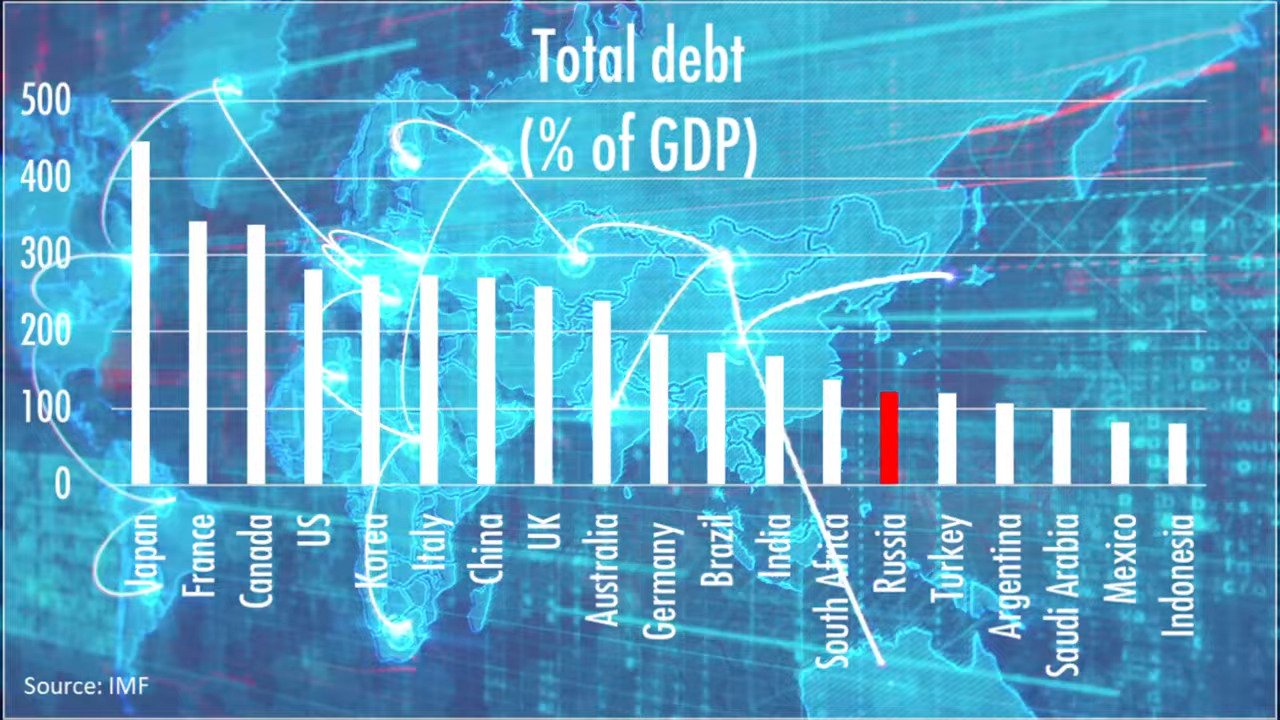 Total debt
(% of GDP)
500
400
300
200
100
0
Japan
France
Canada
US
Korea
Italy
China
UK
Australia
Germany
Brazil
India
South Africa
Russia
Turkey
Argentina
Saudi Arabia
Mexico
Indonesia
Source: IMF